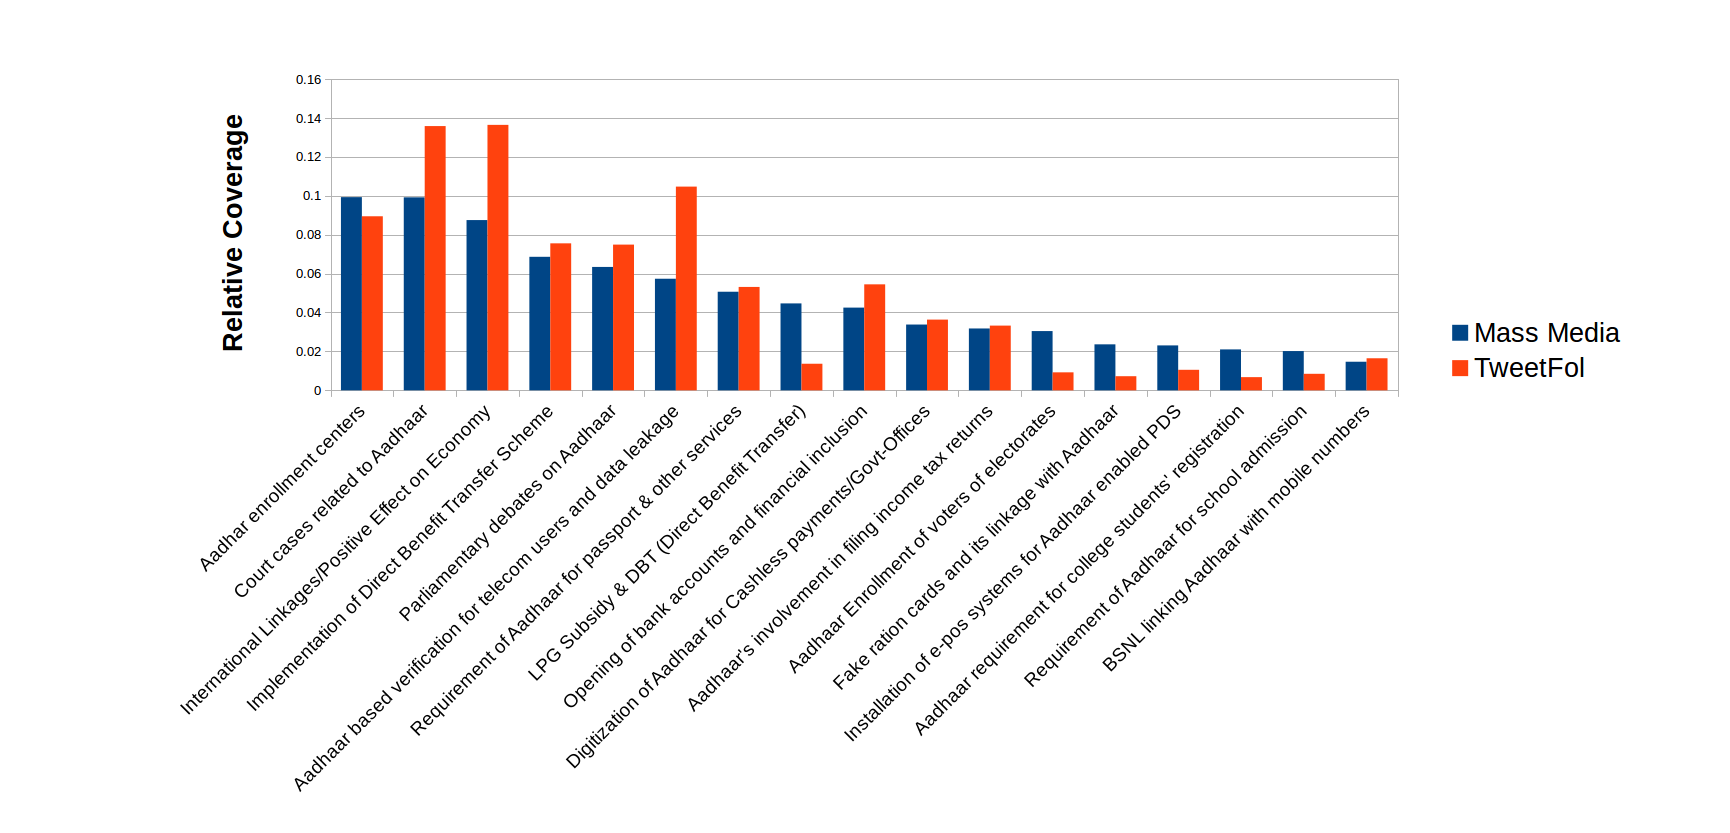 Relative Coverage
0.16
0.14
0.12
0.1
0.08
0.06
0.04
0.02
0
Aadhar enrollment centers
Court cases related to Aadhaar
International Linkages/Positive Effect on Economy
Implementation of Direct Benefit Transfer Scheme
Parliamentary debates on Aadhaar
Aadhaar based verification for telecom users and data leakage
Requirement of Aadhaar for passport & other services
LPG Subsidy & DBT (Direct Benefit Transfer)
Opening of bank accounts and financial inclusion
Digitization of Aadhaar for Cashless payments/Govt-Offices
Aadhaar's involvement in filing income tax returns
Aadhaar Enrollment of voters of electorates
Fake ration cards and its linkage with Aadhaar
Installation of e-pos systems for Aadhaar enabled PDS
Aadhaar requirement for college students' registration
Requirement of Aadhaar for school admission
BSNL linking Aadhaar with mobile numbers
Mass Media
TweetFol